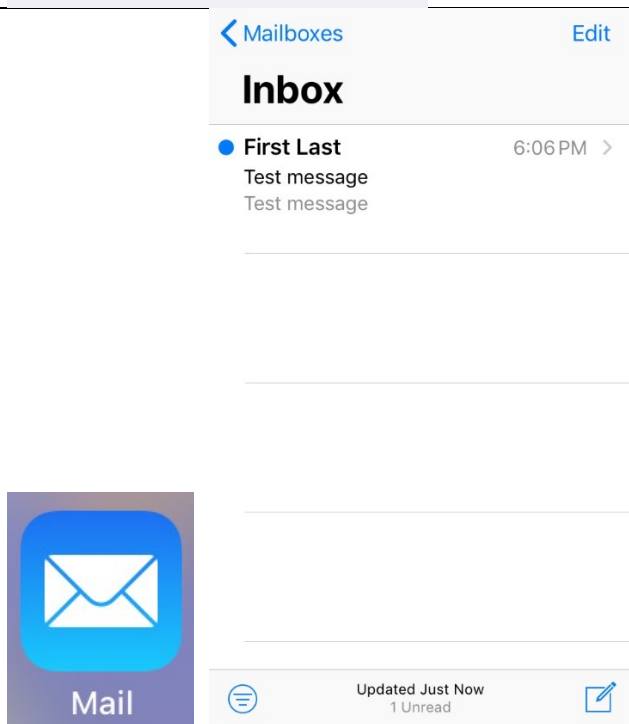 Mailboxes Edit
Inbox
First Last 6:06 PM
Test message
Test message
Updated Just Now
1 Unread
Mail